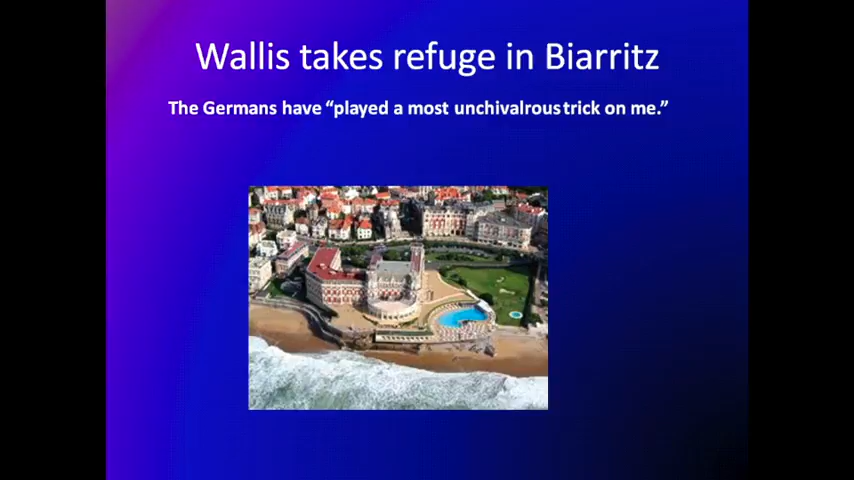 Wallis takes refuge in Biarritz
The Germans have “played a most unchivalrous trick on me.”